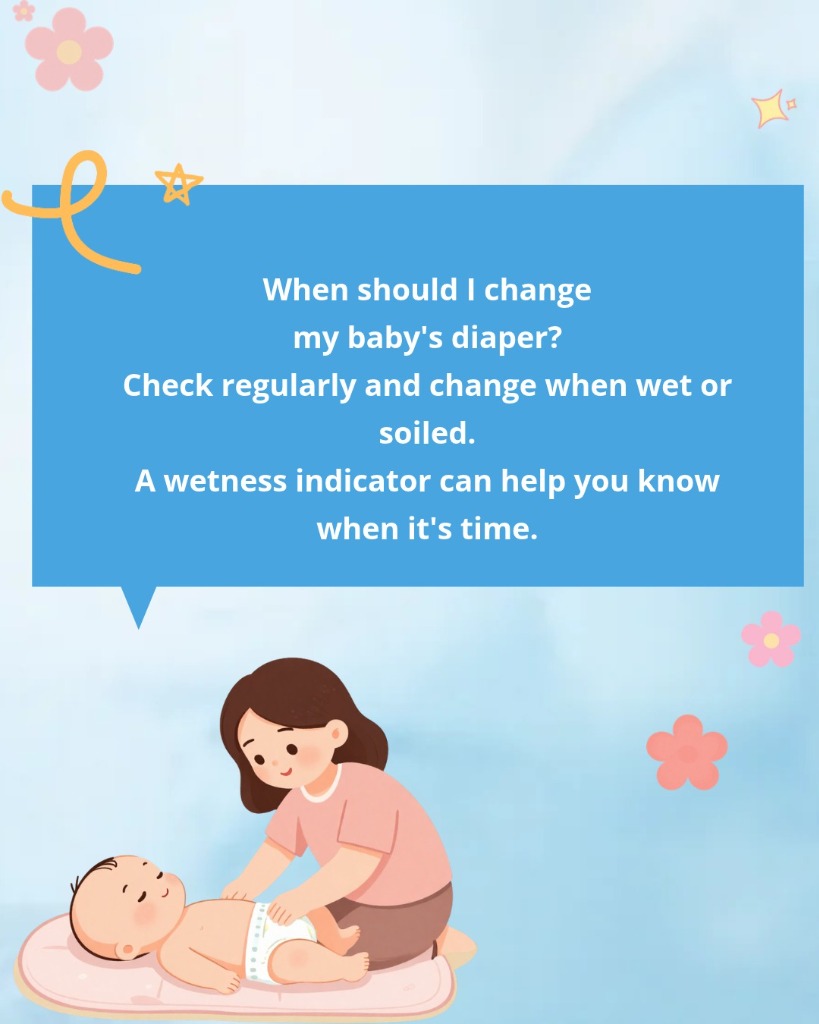 When should I change
my baby's diaper?
Check regularly and change when wet or
soiled.
A wetness indicator can help you know
when it's time.